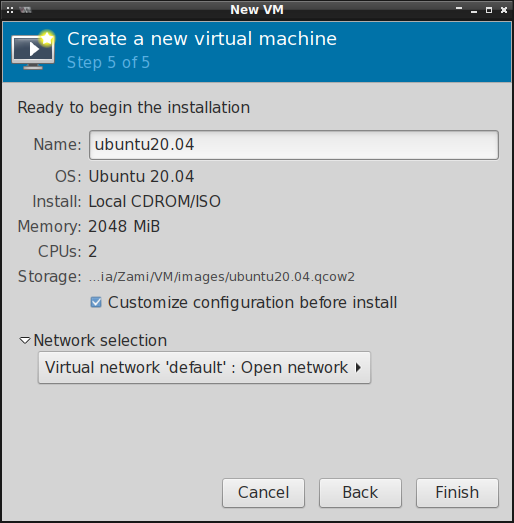 New VM
Create a new virtual machine
Step 5 of 5
Ready to begin the installation
Name: ubuntu20.04
OS: Ubuntu 20.04
Install: Local CDROM/ISO
Memory: 2048 MiB
CPUs: 2
Storage: ...ia/Zami/VM/images/ubuntu20.04.qcow2
Customize configuration before install
Network selection
Virtual network 'default' : Open network
Cancel Back Finish